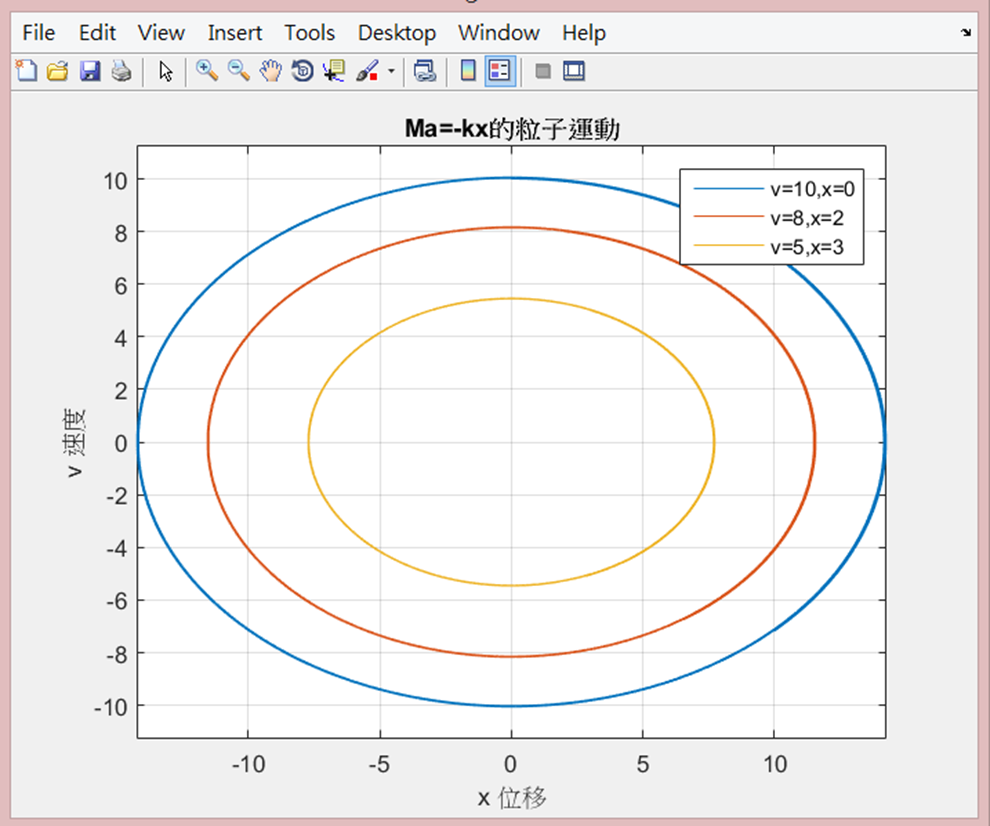 File Edit View Insert Tools Desktop Window Help
Ma=-kx的粒子運動
v=10,x=0
v=8,x=2
v=5,x=3
10
8
6
4
2
0
-2
-4
-6
-8
-10
v 速度
-10 -5 0 5 10
x 位移